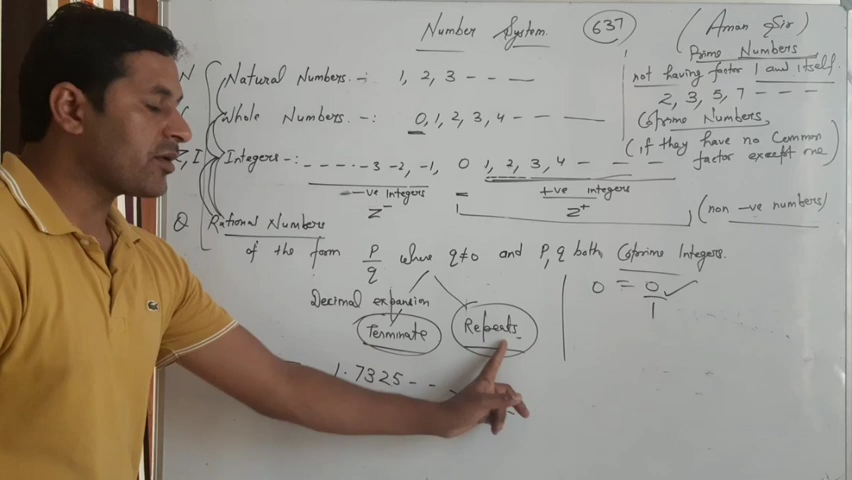 Number System. 637 (Aman Sir)
Prime Numbers
not having factor 1 and itself.
2, 3, 5, 7 - - -
Coprime Numbers,
(if they have no Common
factor except one)
N Natural Numbers. -: 1, 2, 3 - - -
Whole Numbers. -: 0, 1, 2, 3, 4 - - -
Z, I Integers -: - - - - - -3 -2, -1, 0 1, 2, 3, 4 - - -
-ve Integers +ve integers
Z⁻ Z⁺ (non -ve numbers)
Q Rational Numbers
of the form P/q where q≠0 and P, q both Coprime Integers.
Decimal expansion
Terminate Repeats
0 = 0/1 ✓
1.7325 - -